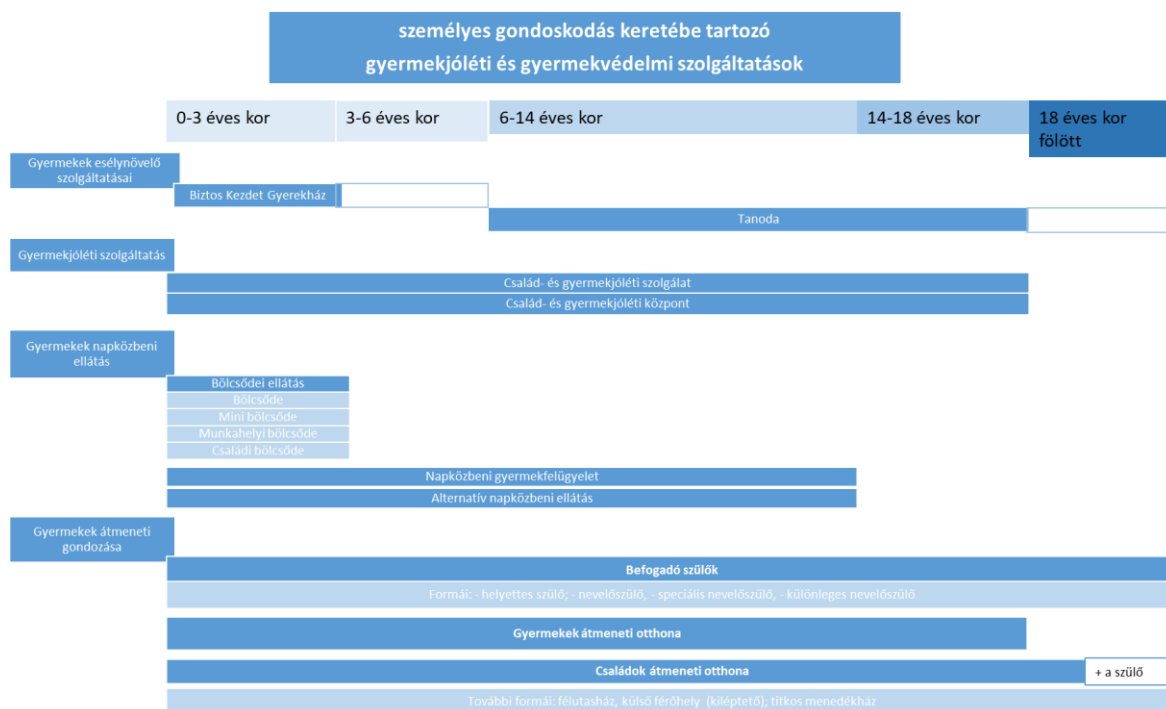 személyes gondoskodás keretébe tartozó
gyermekjóléti és gyermekvédelmi szolgáltatások
0-3 éves kor
3-6 éves kor
6-14 éves kor
14-18 éves kor
18 éves kor
fölött
Gyermekek esélynövelő
szolgáltatásai
Biztos Kezdet Gyerekház
Tanoda
Gyermekjóléti szolgáltatás
Család- és gyermekjóléti szolgálat
Család- és gyermekjóléti központ
Gyermekek napközbeni
ellátás
Bölcsődei ellátás
Bölcsőde
Mini bölcsőde
Munkahelyi bölcsőde
Családi bölcsőde
Napközbeni gyermekfelügyelet
Alternatív napközbeni ellátás
Gyermekek átmeneti
gondozása
Befogadó szülők
Formái: - helyettes szülő; - nevelőszülő, - speciális nevelőszülő, - különleges nevelőszülő
Gyermekek átmeneti otthona
Családok átmeneti otthona
+ a szülő
További formái: félutasház, külső férőhely (kiléptető); titkos menedékház